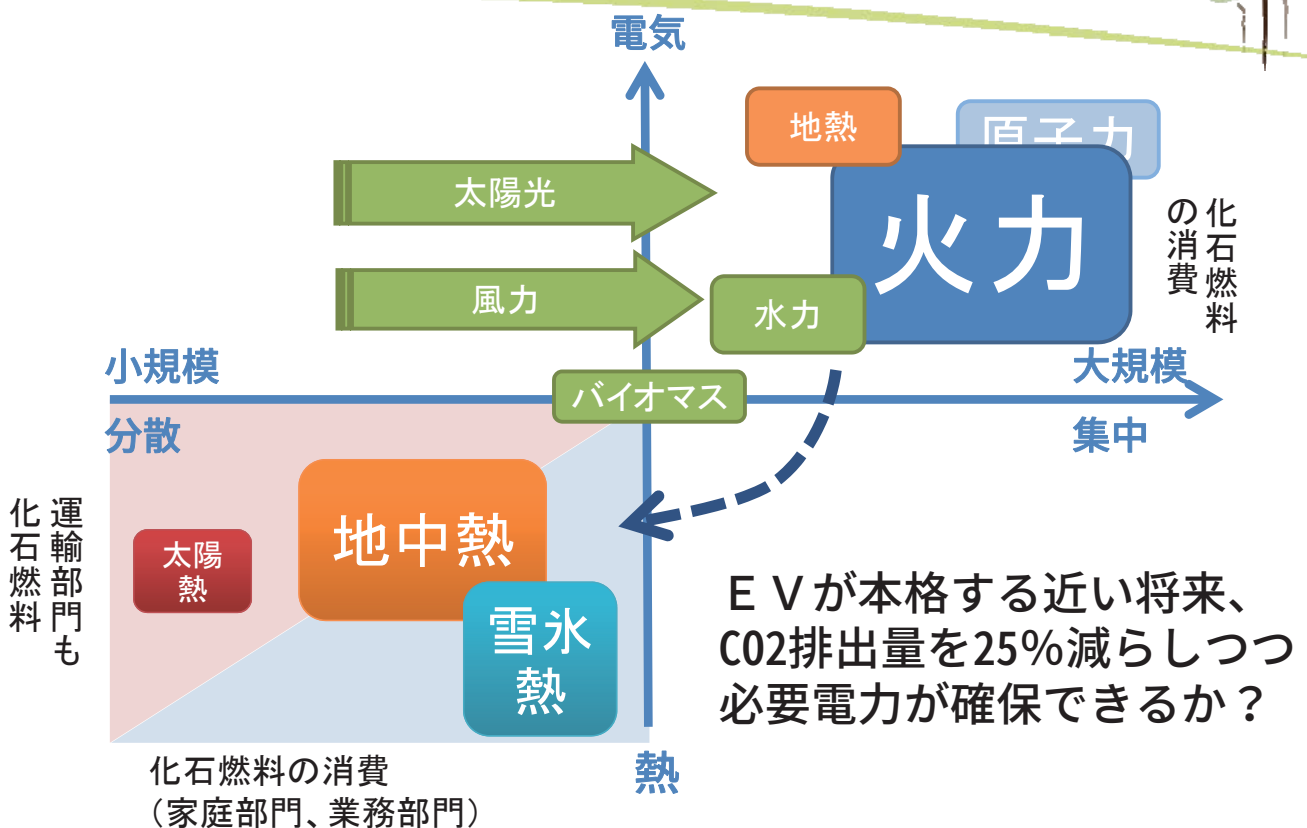 電気
地熱
原子力
太陽光
火力
化石燃料
の消費
風力
水力
小規模
大規模
バイオマス
分散
集中
運輸部門も
化石燃料
地中熱
太陽
熱
雪氷
熱
ＥＶが本格する近い将来、
CO2排出量を25%減らしつつ
必要電力が確保できるか？
熱
化石燃料の消費
（家庭部門、業務部門）